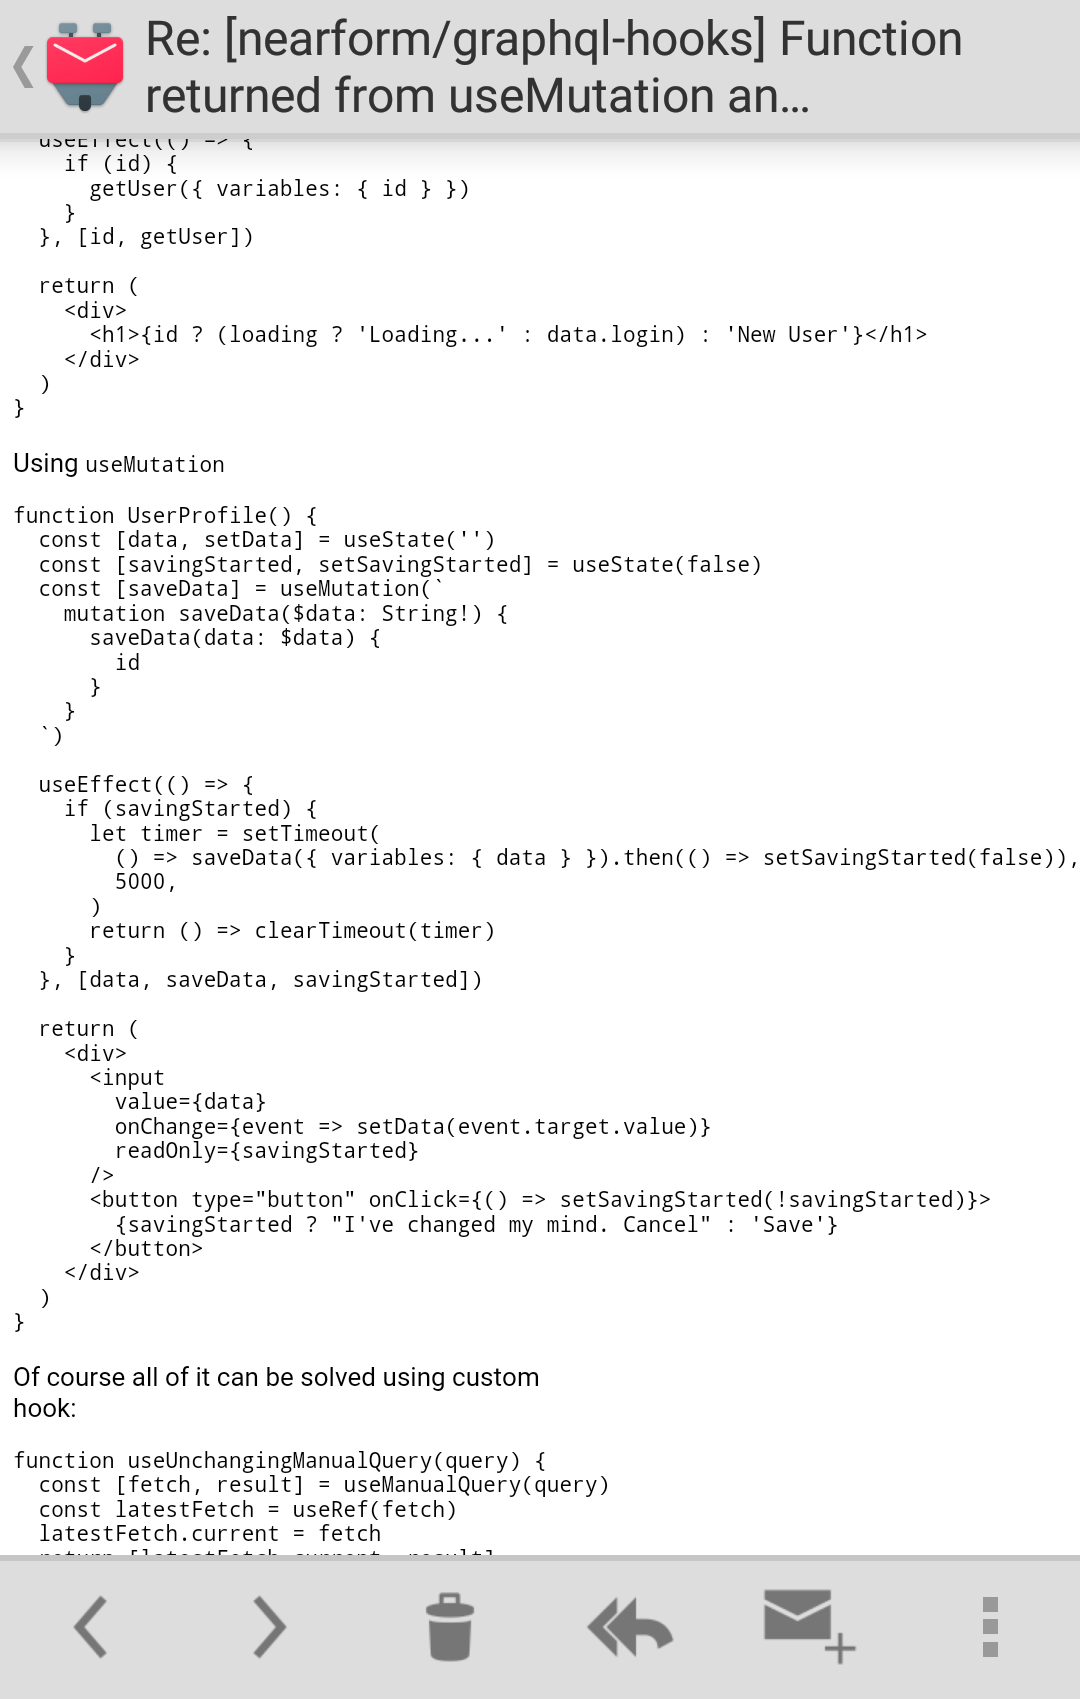 Re: [nearform/graphql-hooks] Function
returned from useMutation an...
useEffect(() => {
    if (id) {
      getUser({ variables: { id } })
    }
  }, [id, getUser])
  return (
    <div>
      <h1>{id ? (loading ? 'Loading...' : data.login) : 'New User'}</h1>
    </div>
  )
}
Using useMutation
function UserProfile() {
  const [data, setData] = useState('')
  const [savingStarted, setSavingStarted] = useState(false)
  const [saveData] = useMutation(`
    mutation saveData($data: String!) {
      saveData(data: $data) {
        id
      }
    }
  `)
  useEffect(() => {
    if (savingStarted) {
      let timer = setTimeout(
        () => saveData({ variables: { data } }).then(() => setSavingStarted(false)),
        5000,
      )
      return () => clearTimeout(timer)
    }
  }, [data, saveData, savingStarted])
  return (
    <div>
      <input
        value={data}
        onChange={event => setData(event.target.value)}
        readOnly={savingStarted}
      />
      <button type="button" onClick={() => setSavingStarted(!savingStarted)}>
        {savingStarted ? "I've changed my mind. Cancel" : 'Save'}
      </button>
    </div>
  )
}
Of course all of it can be solved using custom
hook:
function useUnchangingManualQuery(query) {
  const [fetch, result] = useManualQuery(query)
  const latestFetch = useRef(fetch)
  latestFetch.current = fetch
  return [latestFetch.current, result]